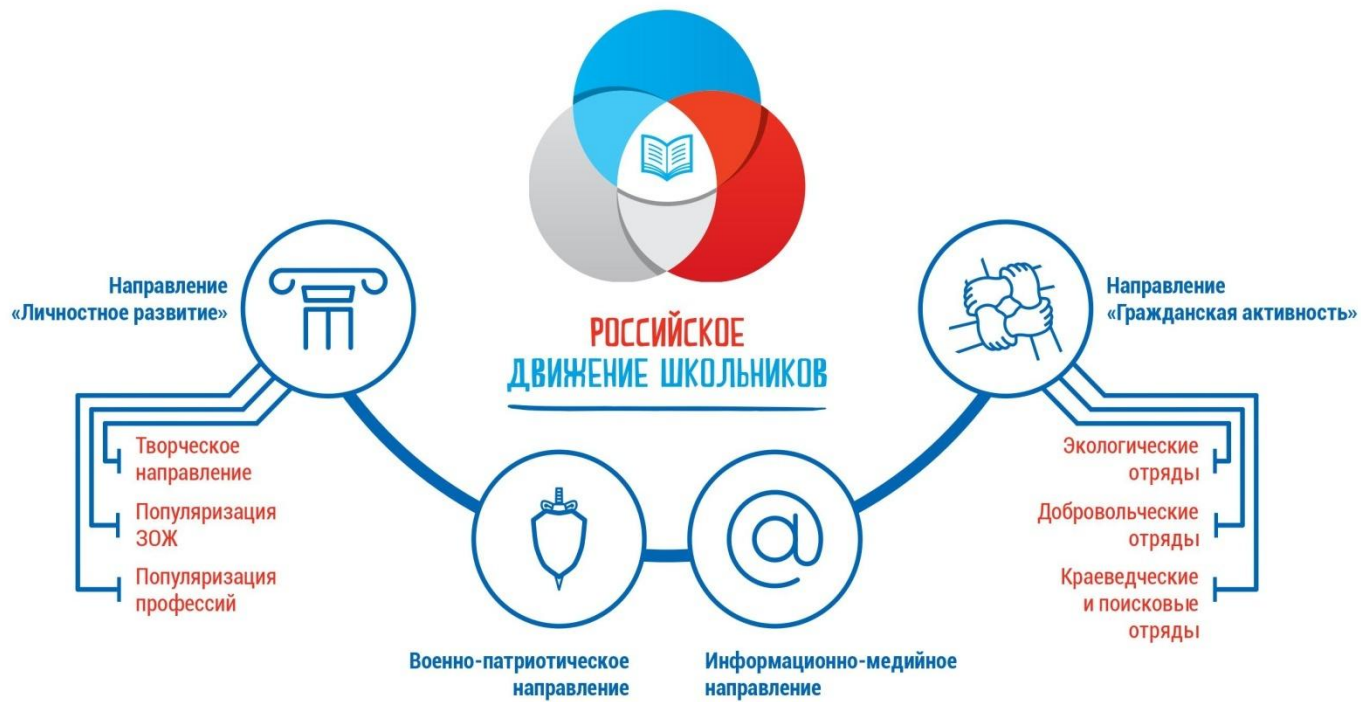 РОССИЙСКОЕ
ДВИЖЕНИЕ ШКОЛЬНИКОВ
Направление
«Личностное развитие»
Творческое
направление
Популяризация
ЗОЖ
Популяризация
профессий
Военно-патриотическое
направление
@
Информационно-медийное
направление
Направление
«Гражданская активность»
Экологические
отряды
Добровольческие
отряды
Краеведческие
и поисковые
отряды